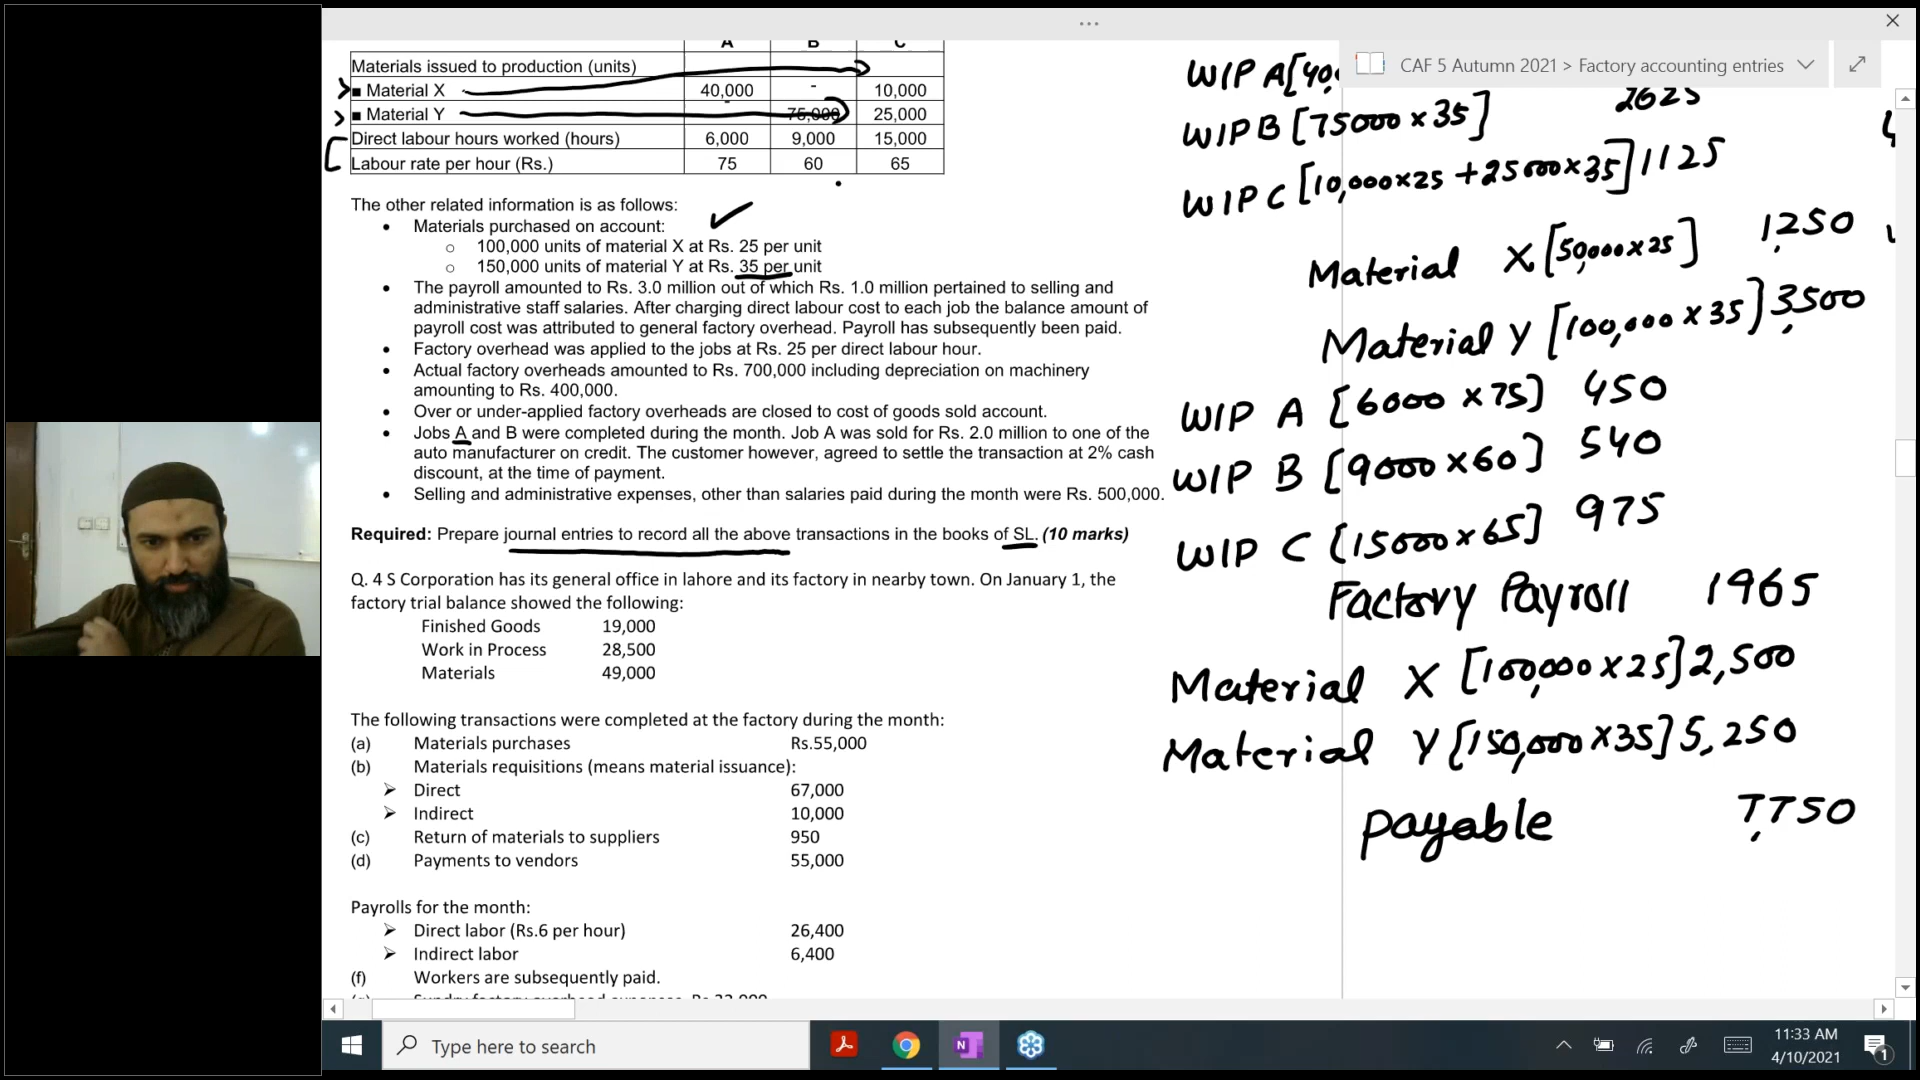 CAF 5 Autumn 2021 > Factory accounting entries
A B C
Materials issued to production (units)
■ Material X 40,000 - 10,000
■ Material Y - 75,000 25,000
Direct labour hours worked (hours) 6,000 9,000 15,000
Labour rate per hour (Rs.) 75 60 65
The other related information is as follows:
• Materials purchased on account:
○ 100,000 units of material X at Rs. 25 per unit
○ 150,000 units of material Y at Rs. 35 per unit
• The payroll amounted to Rs. 3.0 million out of which Rs. 1.0 million pertained to selling and
administrative staff salaries. After charging direct labour cost to each job the balance amount of
payroll cost was attributed to general factory overhead. Payroll has subsequently been paid.
• Factory overhead was applied to the jobs at Rs. 25 per direct labour hour.
• Actual factory overheads amounted to Rs. 700,000 including depreciation on machinery
amounting to Rs. 400,000.
• Over or under-applied factory overheads are closed to cost of goods sold account.
• Jobs A and B were completed during the month. Job A was sold for Rs. 2.0 million to one of the
auto manufacturer on credit. The customer however, agreed to settle the transaction at 2% cash
discount, at the time of payment.
• Selling and administrative expenses, other than salaries paid during the month were Rs. 500,000.
Required: Prepare journal entries to record all the above transactions in the books of SL. (10 marks)
Q. 4 S Corporation has its general office in lahore and its factory in nearby town. On January 1, the
factory trial balance showed the following:
Finished Goods 19,000
Work in Process 28,500
Materials 49,000
The following transactions were completed at the factory during the month:
(a) Materials purchases Rs.55,000
(b) Materials requisitions (means material issuance):
➢ Direct 67,000
➢ Indirect 10,000
(c) Return of materials to suppliers 950
(d) Payments to vendors 55,000
Payrolls for the month:
➢ Direct labor (Rs.6 per hour) 26,400
➢ Indirect labor 6,400
(f) Workers are subsequently paid.
WIP A[40,
WIP B [75000 x 35] 2625
WIP C [10,000x25 + 25000x35] 1125
Material X [50,000x25] 1,250
Material Y [100,000 x 35] 3,500
WIP A [6000 x 75] 450
WIP B [9000 x 60] 540
WIP C [15000 x 65] 975
Factory Payroll 1965
Material X [100,000 x 25] 2,500
Material Y [150,000 x 35] 5,250
Payable 7,750
Type here to search
11:33 AM
4/10/2021
1